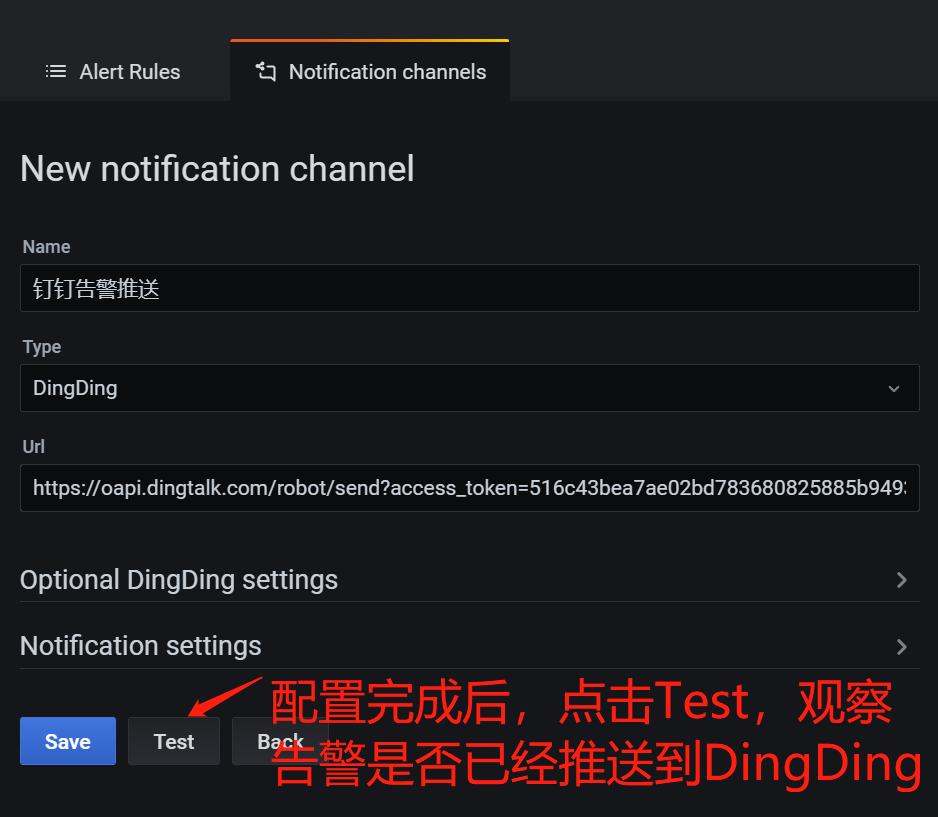 Alert Rules
Notification channels
New notification channel
Name
钉钉告警推送
Type
DingDing
Url
https://oapi.dingtalk.com/robot/send?access_token=516c43bea7ae02bd783680825885b949
Optional DingDing settings
Notification settings
Save
Test
Back
配置完成后，点击Test，观察
告警是否已经推送到DingDing